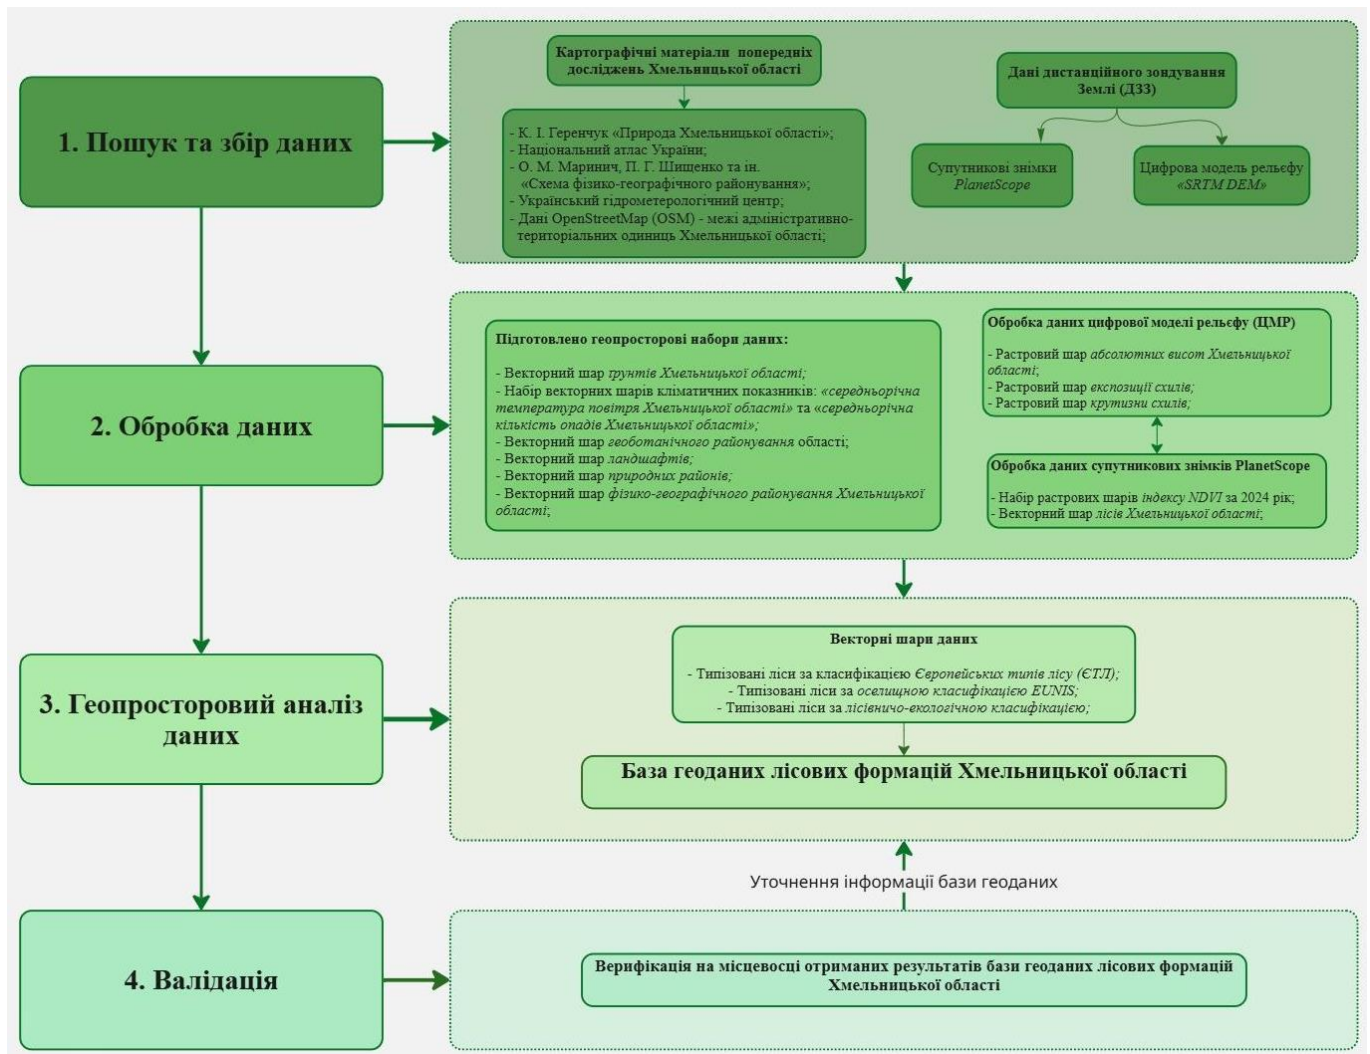 1. Пошук та збір даних
Картографічні матеріали попередніх
досліджень Хмельницької області
- К. І. Геренчук «Природа Хмельницької області»;
- Національний атлас України;
- О. М. Маринич, П. Г. Шищенко та ін.
«Схема фізико-географічного районування»;
- Український гідрометерологічний центр;
- Дані OpenStreetMap (OSM) - межі адміністративно-
територіальних одиниць Хмельницької області;
Дані дистанційного зондування
Землі (ДЗЗ)
Супутникові знімки
PlanetScope
Цифрова модель рельєфу
«SRTM DEM»
2. Обробка даних
Підготовлено геопросторові набори даних:
- Векторний шар ґрунтів Хмельницької області;
- Набір векторних шарів кліматичних показників: «середньорічна
температура повітря Хмельницької області» та «середньорічна
кількість опадів Хмельницької області»;
- Векторний шар геоботанічного районування області;
- Векторний шар ландшафтів;
- Векторний шар природних районів;
- Векторний шар фізико-географічного районування Хмельницької
області;
Обробка даних цифрової моделі рельєфу (ЦМР)
- Растровий шар абсолютних висот Хмельницької
області;
- Растровий шар експозиції схилів;
- Растровий шар крутизни схилів;
Обробка даних супутникових знімків PlanetScope
- Набір растрових шарів індексу NDVI за 2024 рік;
- Векторний шар лісів Хмельницької області;
3. Геопросторовий аналіз
даних
Векторні шари даних
- Типізовані ліси за класифікацією Європейських типів лісу (ЄТЛ);
- Типізовані ліси за оселищною класифікацією EUNIS;
- Типізовані ліси за лісівничо-екологічною класифікацією;
База геоданих лісових формацій Хмельницької області
Уточнення інформації бази геоданих
4. Валідація
Верифікація на місцевосці отриманих результатів бази геоданих лісових формацій
Хмельницької області